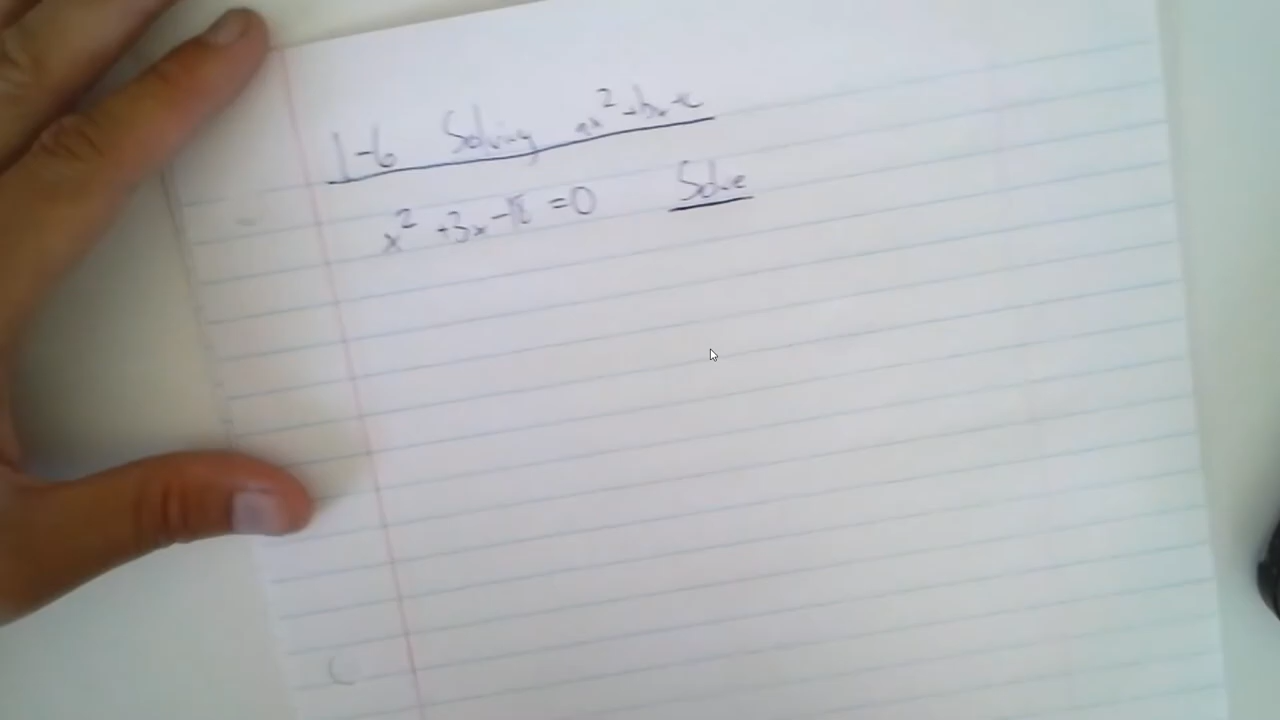 1-6 Solving ax² + bx + c
x² + 3x - 18 = 0 Solve